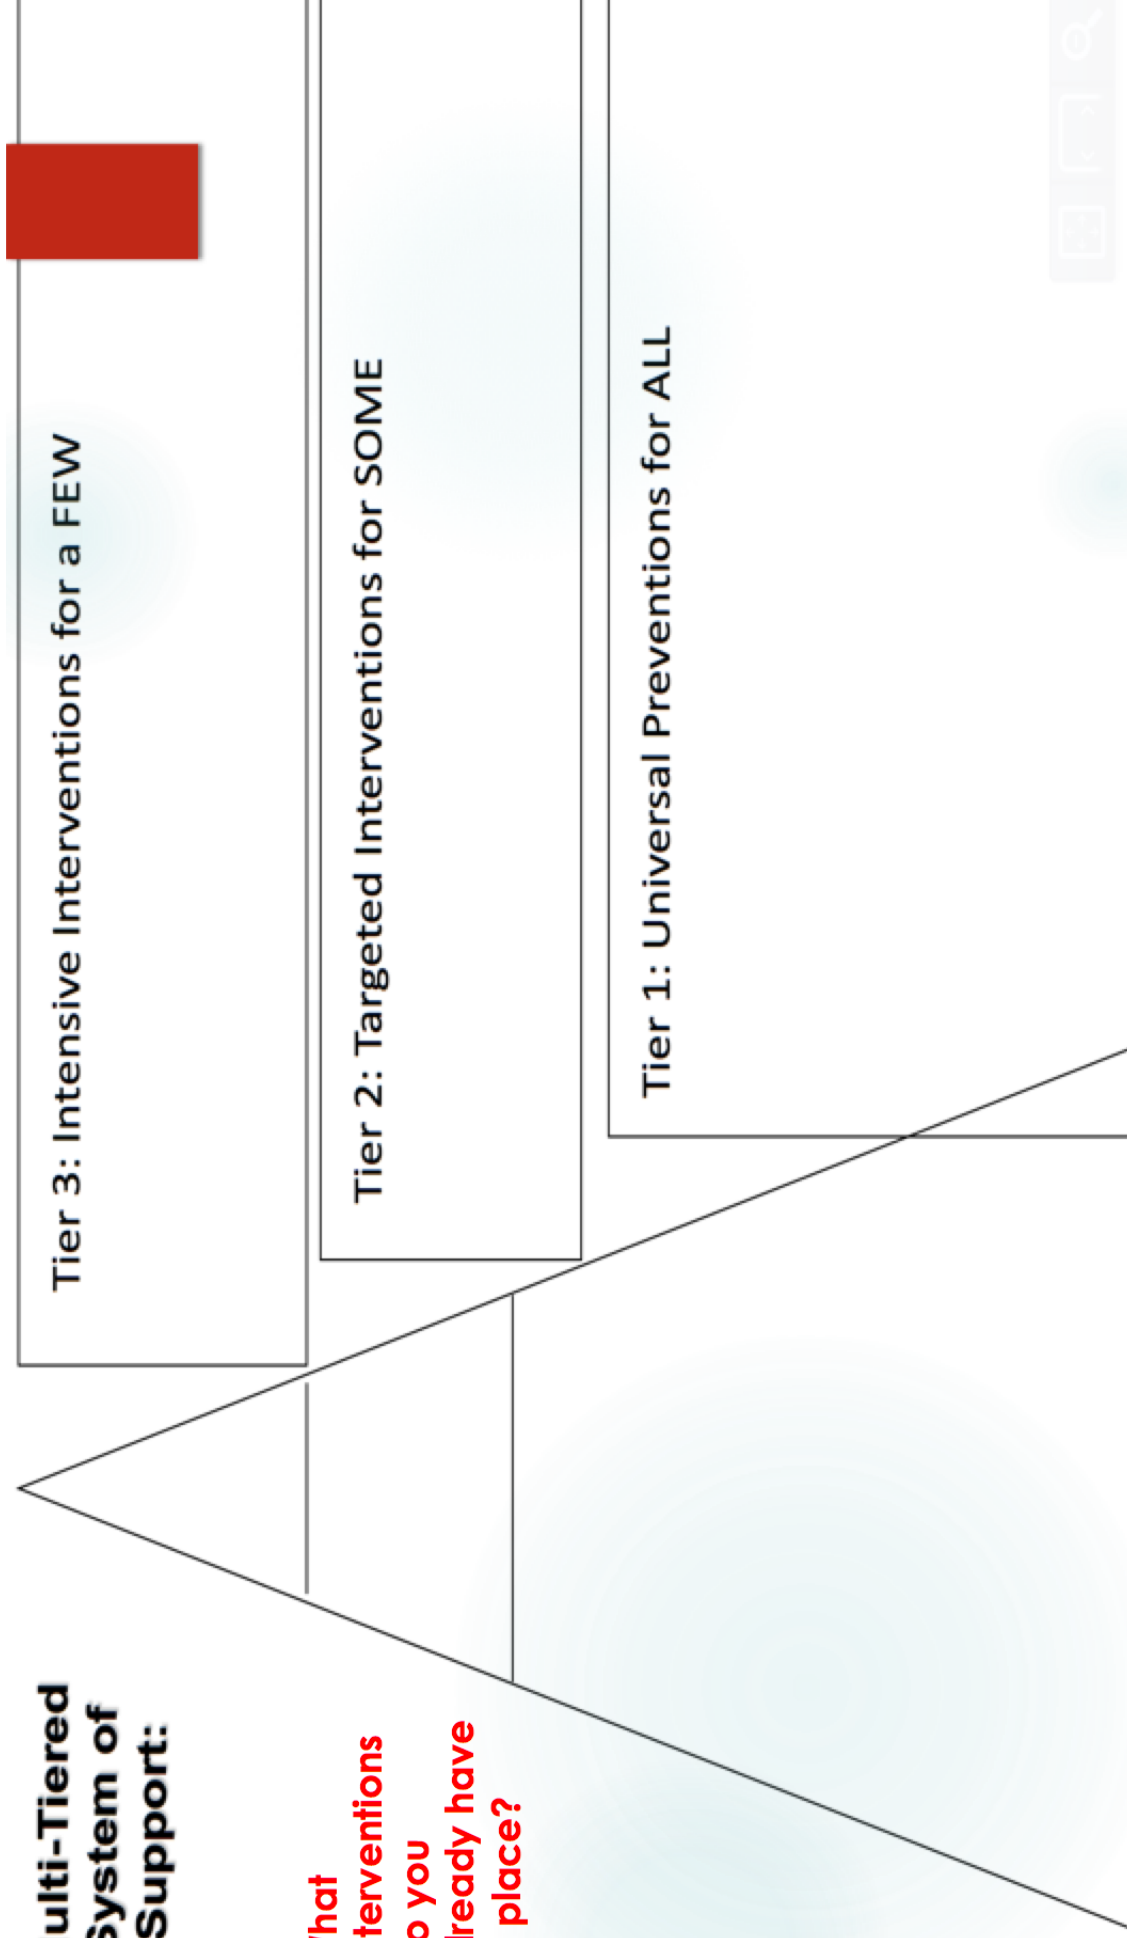 ulti-Tiered
System of
Support:
hat
terventions
o you
lready have
place?
Tier 3: Intensive Interventions for a FEW
Tier 2: Targeted Interventions for SOME
Tier 1: Universal Preventions for ALL